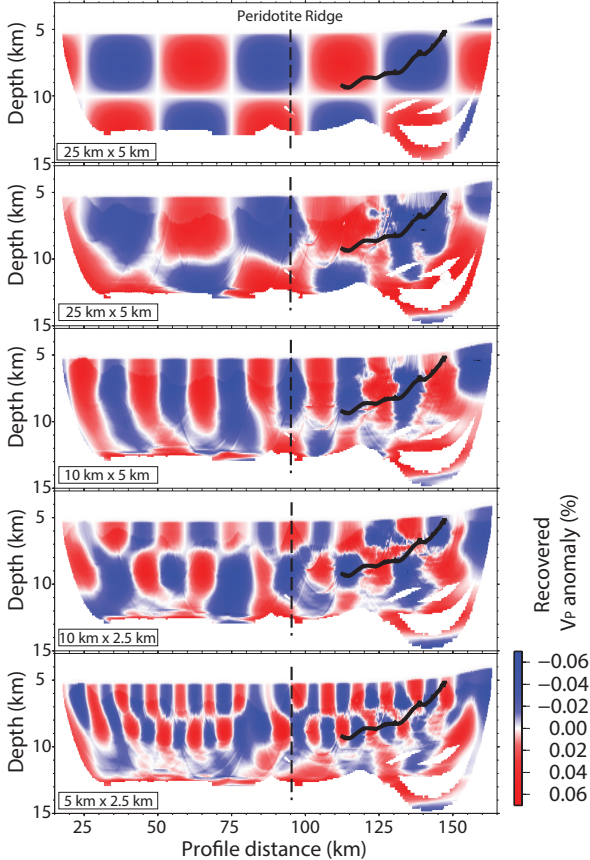 Peridotite Ridge
Depth (km)
5
10
15
25 km x 5 km
Depth (km)
5
10
15
25 km x 5 km
Depth (km)
5
10
15
10 km x 5 km
Depth (km)
5
10
15
10 km x 2.5 km
Depth (km)
5
10
15
5 km x 2.5 km
25 50 75 100 125 150
Profile distance (km)
Recovered
VP anomaly (%)
−0.06
−0.04
−0.02
0.00
0.02
0.04
0.06